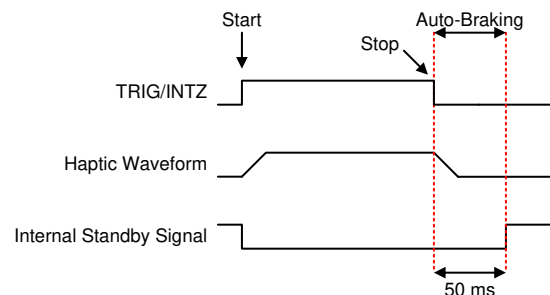 Start
Auto-Braking
Stop
TRIG/INTZ
Haptic Waveform
Internal Standby Signal
50 ms